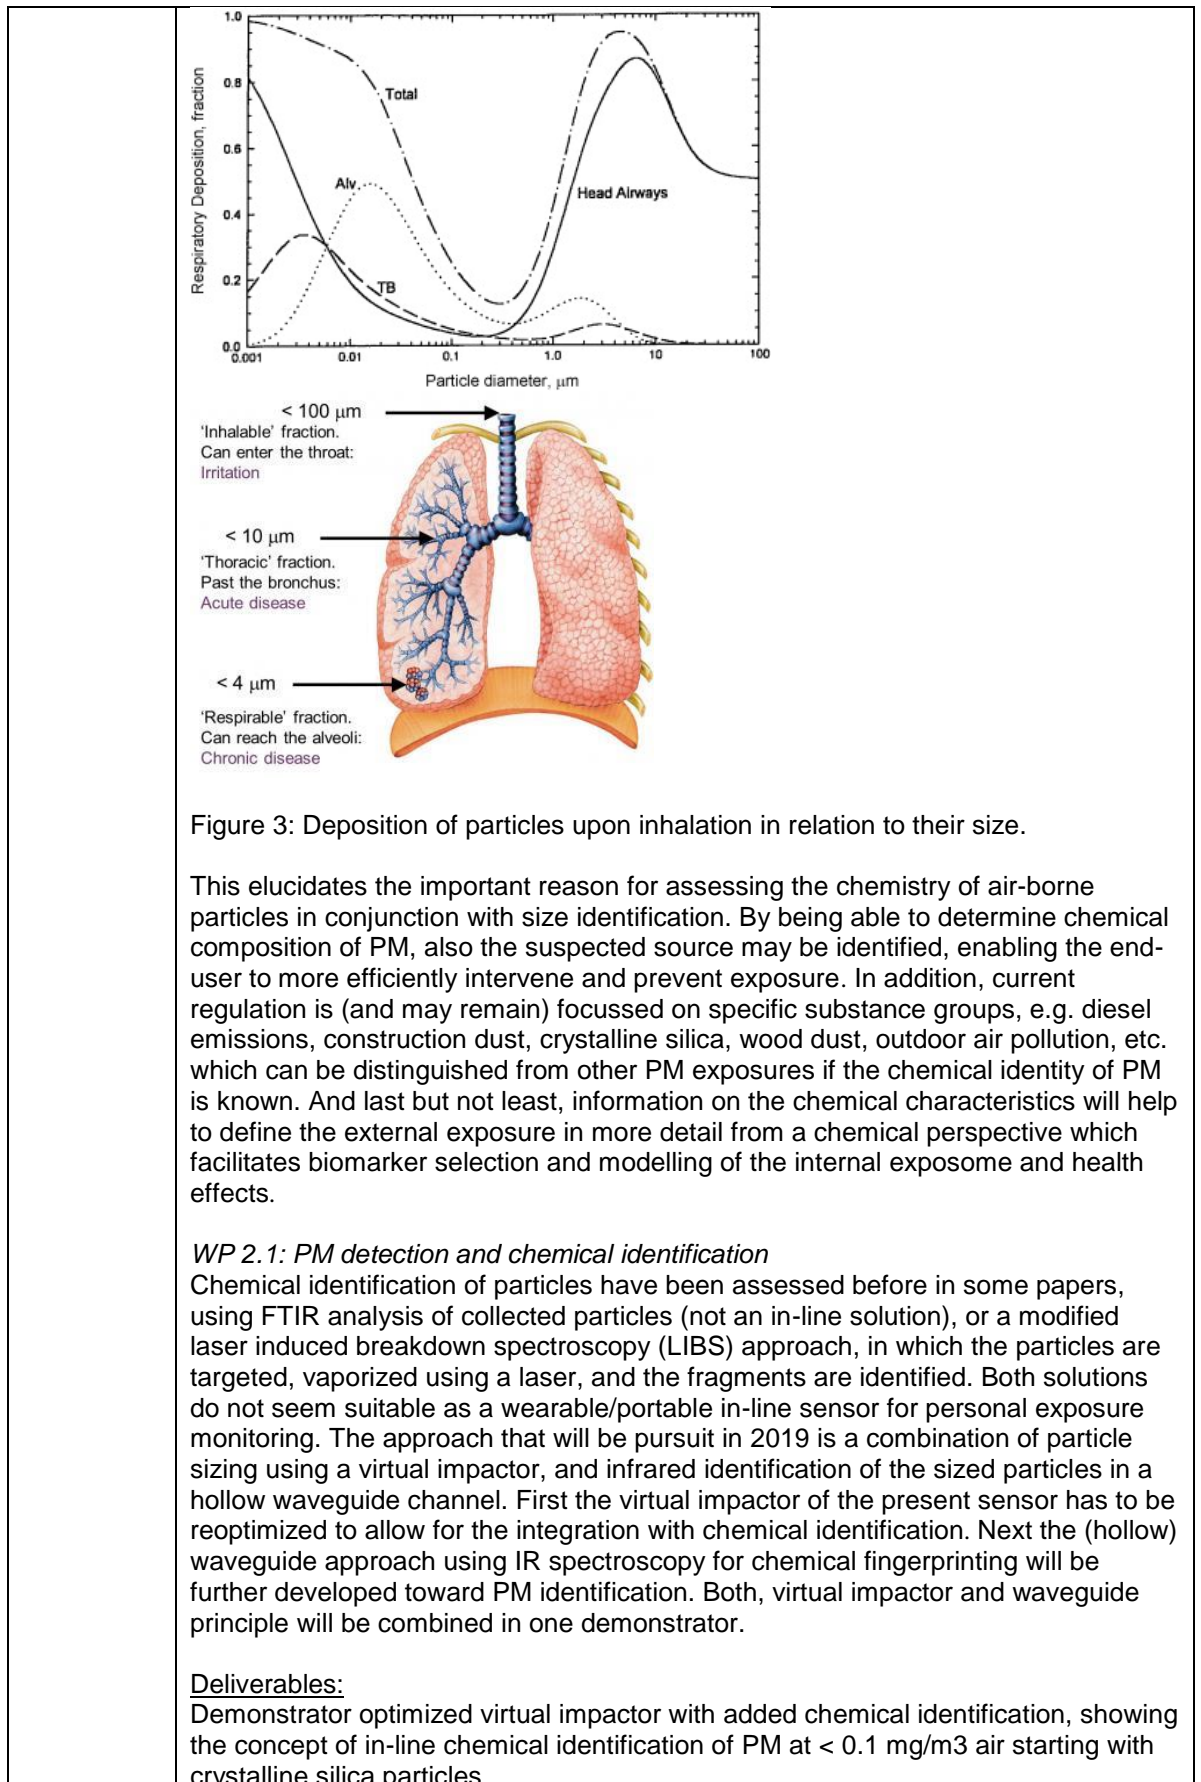 1.0
0.8
0.6
0.4
0.2
0.0
Respiratory Deposition, fraction
Total
Alv
Head Airways
TB
0.001 0.01 0.1 1.0 10 100
Particle diameter, μm
< 100 μm
'Inhalable' fraction.
Can enter the throat:
Irritation
< 10 μm
'Thoracic' fraction.
Past the bronchus:
Acute disease
< 4 μm
'Respirable' fraction.
Can reach the alveoli:
Chronic disease
Figure 3: Deposition of particles upon inhalation in relation to their size.
This elucidates the important reason for assessing the chemistry of air-borne
particles in conjunction with size identification. By being able to determine chemical
composition of PM, also the suspected source may be identified, enabling the end-
user to more efficiently intervene and prevent exposure. In addition, current
regulation is (and may remain) focussed on specific substance groups, e.g. diesel
emissions, construction dust, crystalline silica, wood dust, outdoor air pollution, etc.
which can be distinguished from other PM exposures if the chemical identity of PM
is known. And last but not least, information on the chemical characteristics will help
to define the external exposure in more detail from a chemical perspective which
facilitates biomarker selection and modelling of the internal exposome and health
effects.
WP 2.1: PM detection and chemical identification
Chemical identification of particles have been assessed before in some papers,
using FTIR analysis of collected particles (not an in-line solution), or a modified
laser induced breakdown spectroscopy (LIBS) approach, in which the particles are
targeted, vaporized using a laser, and the fragments are identified. Both solutions
do not seem suitable as a wearable/portable in-line sensor for personal exposure
monitoring. The approach that will be pursuit in 2019 is a combination of particle
sizing using a virtual impactor, and infrared identification of the sized particles in a
hollow waveguide channel. First the virtual impactor of the present sensor has to be
reoptimized to allow for the integration with chemical identification. Next the (hollow)
waveguide approach using IR spectroscopy for chemical fingerprinting will be
further developed toward PM identification. Both, virtual impactor and waveguide
principle will be combined in one demonstrator.
Deliverables:
Demonstrator optimized virtual impactor with added chemical identification, showing
the concept of in-line chemical identification of PM at < 0.1 mg/m3 air starting with
crystalline silica particles